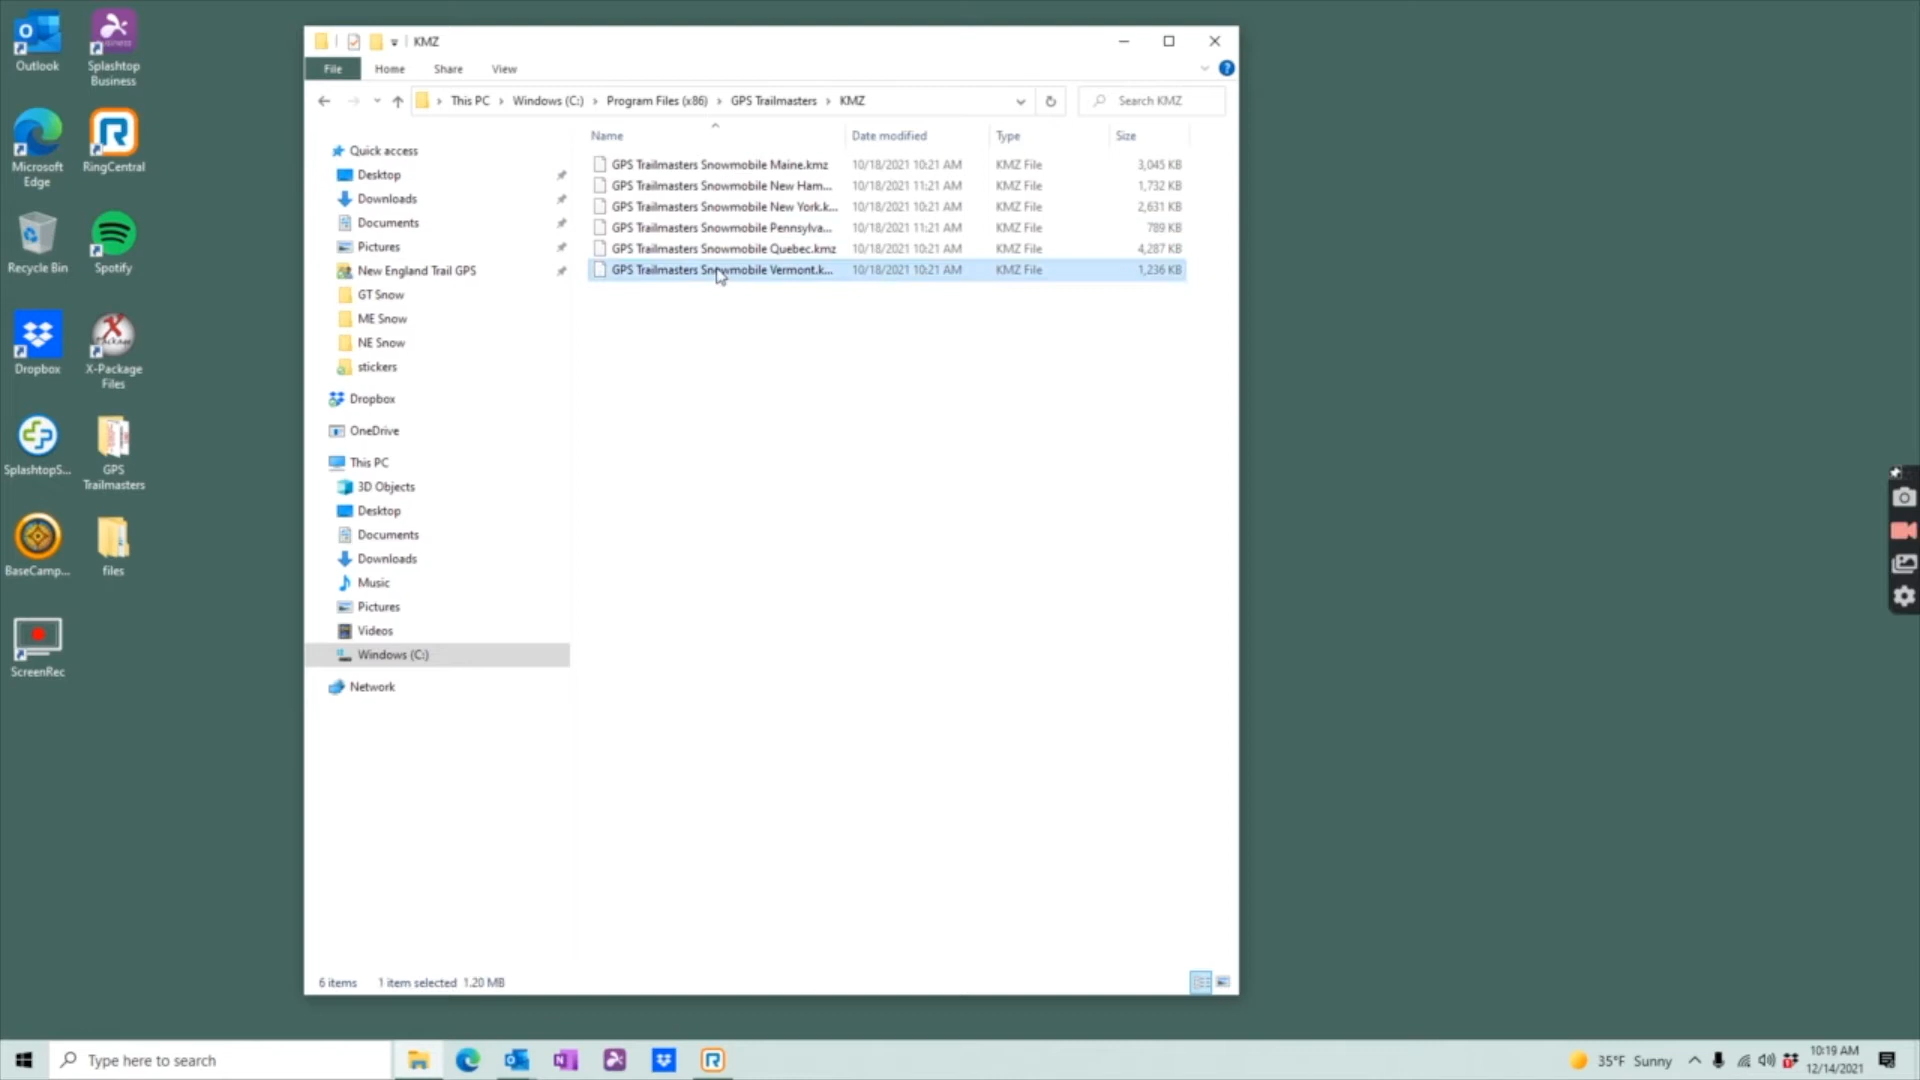 Outlook
Splashtop
Business
Microsoft
Edge
RingCentral
Recycle Bin
Spotify
Dropbox
X-Package
Files
SplashtopS...
GPS
Trailmasters
BaseCamp...
files
ScreenRec
KMZ
File
Home
Share
View
This PC
Windows (C:)
Program Files (x86)
GPS Trailmasters
KMZ
Search KMZ
Quick access
Desktop
Downloads
Documents
Pictures
New England Trail GPS
GT Snow
ME Snow
NE Snow
stickers
Dropbox
OneDrive
This PC
3D Objects
Desktop
Documents
Downloads
Music
Pictures
Videos
Windows (C:)
Network
Name Date modified Type Size
GPS Trailmasters Snowmobile Maine.kmz 10/18/2021 10:21 AM KMZ File 3,045 KB
GPS Trailmasters Snowmobile New Ham... 10/18/2021 11:21 AM KMZ File 1,732 KB
GPS Trailmasters Snowmobile New York.k... 10/18/2021 10:21 AM KMZ File 2,631 KB
GPS Trailmasters Snowmobile Pennsylva... 10/18/2021 11:21 AM KMZ File 789 KB
GPS Trailmasters Snowmobile Quebec.kmz 10/18/2021 10:21 AM KMZ File 4,287 KB
GPS Trailmasters Snowmobile Vermont.k... 10/18/2021 10:21 AM KMZ File 1,236 KB
6 items 1 item selected 1.20 MB
Type here to search
35°F Sunny
10:19 AM
12/14/2021